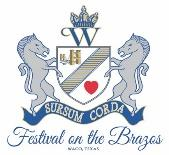 W
SURSUM CORDA
Festival on the Brazos
WACO, TEXAS